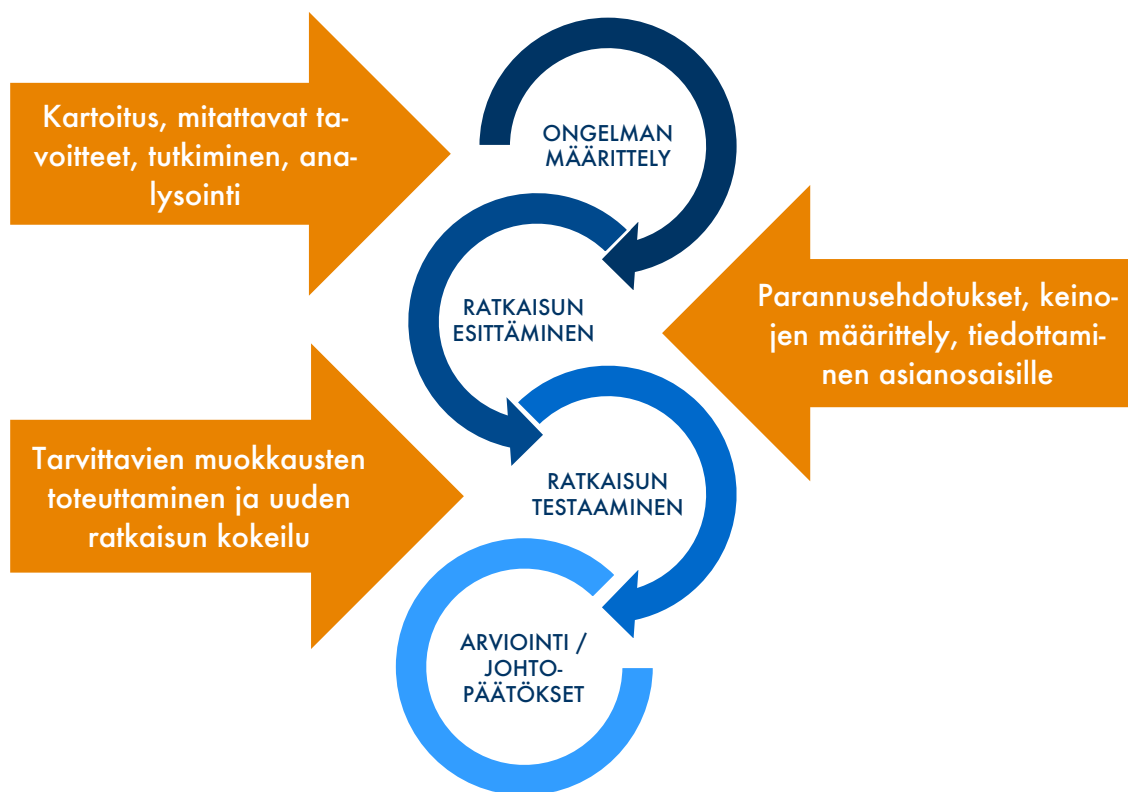 Kartoitus, mitattavat ta-
voitteet, tutkiminen, ana-
lysointi
ONGELMAN
MÄÄRITTELY
RATKAISUN
ESITTÄMINEN
Parannusehdotukset, keino-
jen määrittely, tiedottami-
nen asianosaisille
Tarvittavien muokkausten
toteuttaminen ja uuden
ratkaisun kokeilu
RATKAISUN
TESTAAMINEN
ARVIOINTI /
JOHTO-
PÄÄTÖKSET